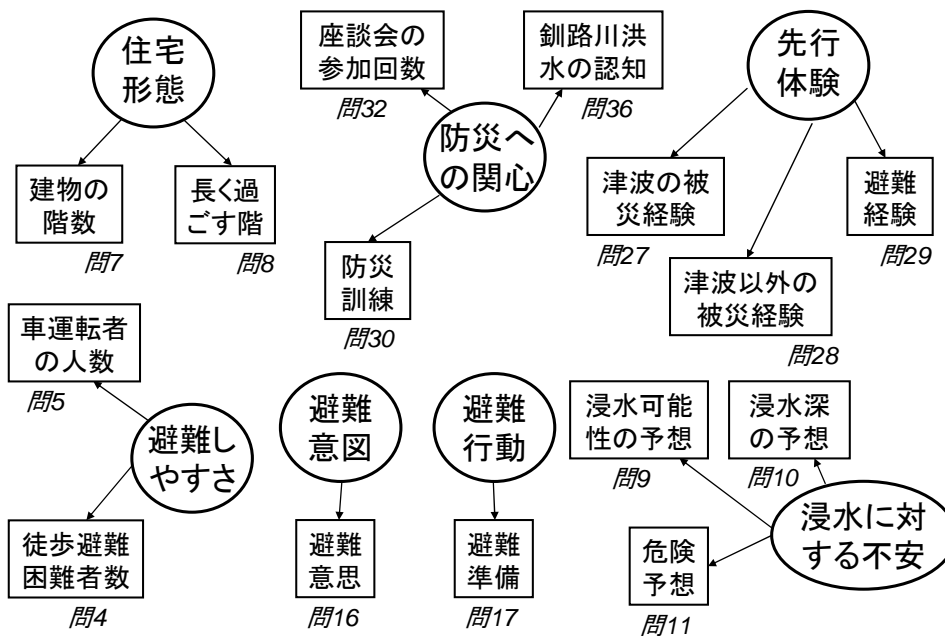 住宅
形態
建物の
階数
問7
長く過
ごす階
問8
座談会の
参加回数
問32
釧路川洪
水の認知
問36
防災へ
の関心
防災
訓練
問30
先行
体験
津波の被
災経験
問27
避難
経験
問29
津波以外の
被災経験
問28
車運転者
の人数
問5
避難し
やすさ
徒歩避難
困難者数
問4
避難
意図
避難
意思
問16
避難
行動
避難
準備
問17
浸水可能
性の予想
問9
浸水深
の予想
問10
浸水に対
する不安
危険
予想
問11